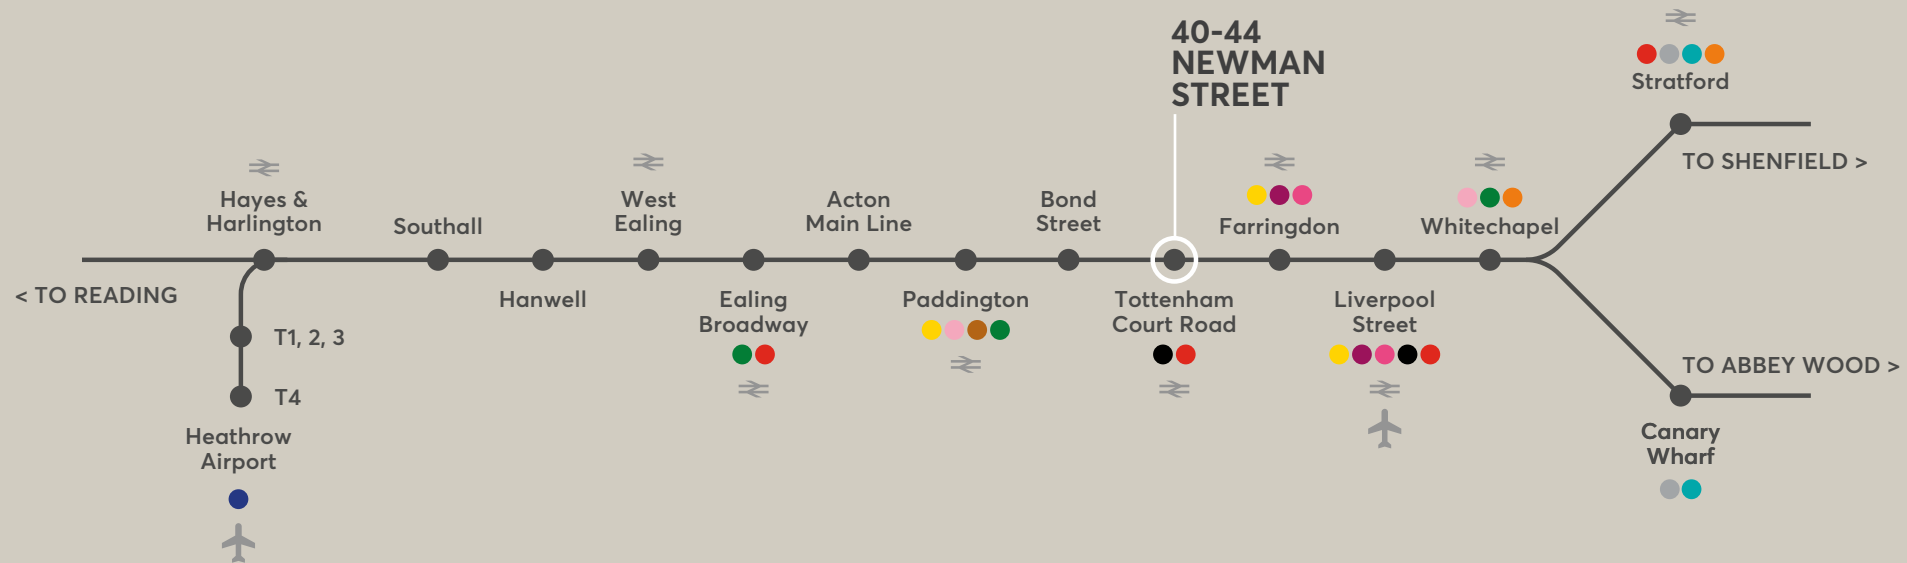 40-44
NEWMAN
STREET
Stratford
TO SHENFIELD >
Hayes &
Harlington
Southall
West
Ealing
Acton
Main Line
Bond
Street
Farringdon
Whitechapel
< TO READING
Hanwell
Ealing
Broadway
Paddington
Tottenham
Court Road
Liverpool
Street
T1, 2, 3
T4
Heathrow
Airport
TO ABBEY WOOD >
Canary
Wharf